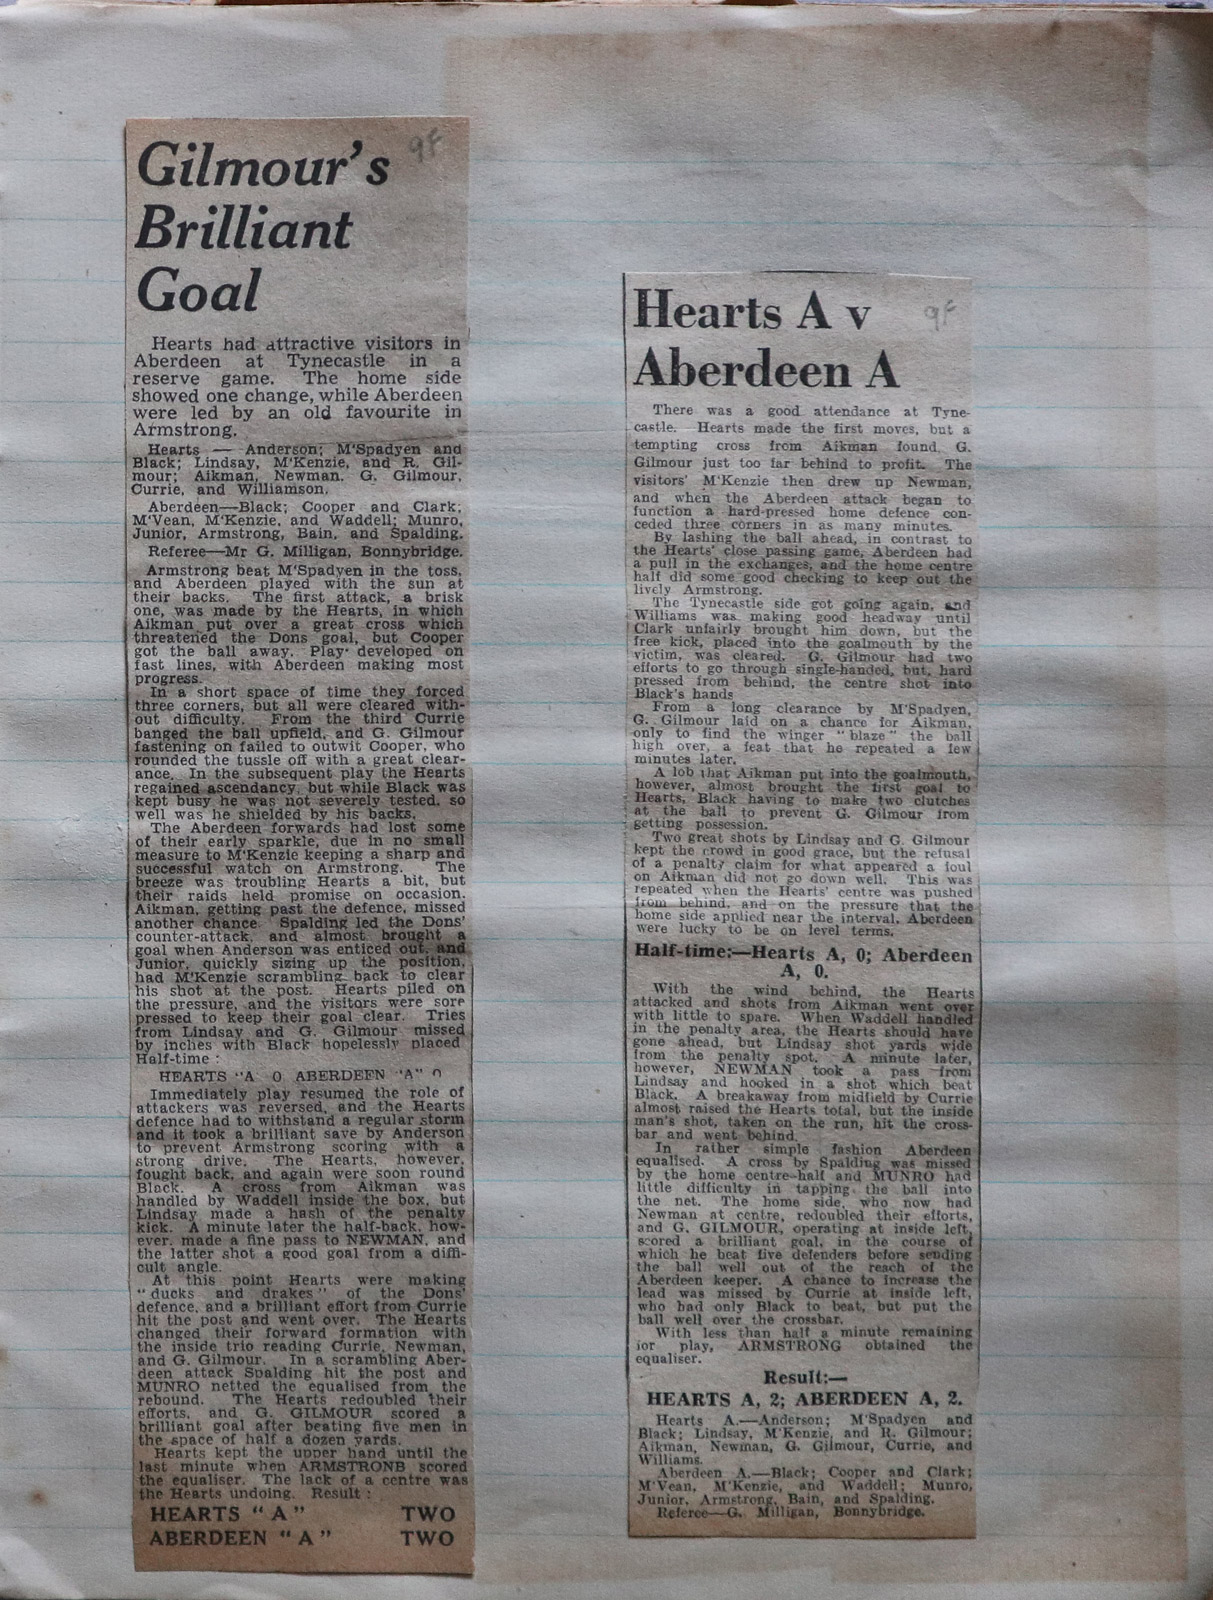 Gilmour's
9F
Brilliant
Goal
Hearts had attractive visitors in
Aberdeen at Tynecastle in a
reserve game. The home side
showed one change, while Aberdeen
were led by an old favourite in
Armstrong.
Hearts — Anderson; M'Spadyen and
Black; Lindsay, M'Kenzie, and R. Gil-
mour; Aikman, Newman. G. Gilmour,
Currie, and Williamson.
Aberdeen—Black; Cooper and Clark;
M'Vean, M'Kenzie, and Waddell; Munro,
Junior, Armstrong, Bain, and Spalding.
Referee—Mr G. Milligan, Bonnybridge.
Armstrong beat M'Spadyen in the toss,
and Aberdeen played with the sun at
their backs. The first attack, a brisk
one, was made by the Hearts, in which
Aikman put over a great cross which
threatened the Dons goal, but Cooper
got the ball away. Play developed on
fast lines, with Aberdeen making most
progress.
In a short space of time they forced
three corners, but all were cleared with-
out difficulty. From the third Currie
banged the ball upfield, and G. Gilmour
fastening on failed to outwit Cooper, who
rounded the tussle off with a great clear-
ance. In the subsequent play the Hearts
regained ascendancy, but while Black was
kept busy he was not severely tested, so
well was he shielded by his backs.
The Aberdeen forwards had lost some
of their early sparkle, due in no small
measure to M'Kenzie keeping a sharp and
successful watch on Armstrong. The
breeze was troubling Hearts a bit, but
their raids held promise on occasion.
Aikman, getting past the defence, missed
another chance Spalding led the Dons'
counter-attack, and almost brought a
goal when Anderson was enticed out, and
Junior, quickly sizing up the position,
had M'Kenzie scrambling back to clear
his shot at the post. Hearts piled on
the pressure, and the visitors were sore
pressed to keep their goal clear. Tries
from Lindsay and G. Gilmour missed
by inches with Black hopelessly placed
Half-time :
HEARTS "A 0 ABERDEEN "A" 0
Immediately play resumed the role of
attackers was reversed, and the Hearts
defence had to withstand a regular storm
and it took a brilliant save by Anderson
to prevent Armstrong scoring with a
strong drive. The Hearts, however,
fought back, and again were soon round
Black. A cross from Aikman was
handled by Waddell inside the box, but
Lindsay made a hash of the penalty
kick. A minute later the half-back, how-
ever, made a fine pass to NEWMAN, and
the latter shot a good goal from a diffi-
cult angle.
At this point Hearts were making
"ducks and drakes" of the Dons'
defence, and a brilliant effort from Currie
hit the post and went over. The Hearts
changed their forward formation with
the inside trio reading Currie, Newman,
and G. Gilmour. In a scrambling Aber-
deen attack Spalding hit the post and
MUNRO netted the equalised from the
rebound. The Hearts redoubled their
efforts, and G. GILMOUR scored a
brilliant goal after beating five men in
the space of half a dozen yards.
Hearts kept the upper hand until the
last minute when ARMSTRONB scored
the equaliser. The lack of a centre was
the Hearts undoing. Result :
HEARTS "A" TWO
ABERDEEN "A" TWO
Hearts A v
9F
Aberdeen A
There was a good attendance at Tyne-
castle. Hearts made the first moves, but a
tempting cross from Aikman found G.
Gilmour just too far behind to profit. The
visitors' M'Kenzie then drew up Newman,
and when the Aberdeen attack began to
function a hard-pressed home defence con-
ceded three corners in as many minutes.
By lashing the ball ahead, in contrast to
the Hearts' close passing game, Aberdeen had
a pull in the exchanges, and the home centre
half did some good checking to keep out the
lively Armstrong.
The Tynecastle side got going again, and
Williams was making good headway until
Clark unfairly brought him down, but the
free kick, placed into the goalmouth by the
victim, was cleared. G. Gilmour had two
efforts to go through single-handed, but, hard
pressed from behind, the centre shot into
Black's hands
From a long clearance by M'Spadyen,
G. Gilmour laid on a chance for Aikman,
only to find the winger "blaze" the ball
high over, a feat that he repeated a few
minutes later.
A lob that Aikman put into the goalmouth,
however, almost brought the first goal to
Hearts, Black having to make two clutches
at the ball to prevent G. Gilmour from
getting possession.
Two great shots by Lindsay and G. Gilmour
kept the crowd in good grace, but the refusal
of a penalty claim for what appeared a foul
on Aikman did not go down well. This was
repeated when the Hearts' centre was pushed
from behind, and on the pressure that the
home side applied near the interval, Aberdeen
were lucky to be on level terms.
Half-time:—Hearts A, 0; Aberdeen
A, 0.
With the wind behind, the Hearts
attacked and shots from Aikman went over
with little to spare. When Waddell handled
in the penalty area, the Hearts should have
gone ahead, but Lindsay shot yards wide
from the penalty spot. A minute later,
however, NEWMAN took a pass from
Lindsay and hooked in a shot which beat
Black. A breakaway from midfield by Currie
almost raised the Hearts total, but the inside
man's shot, taken on the run, hit the cross-
bar and went behind.
In rather simple fashion Aberdeen
equalised. A cross by Spalding was missed
by the home centre-half and MUNRO had
little difficulty in tapping the ball into
the net. The home side, who now had
Newman at centre, redoubled their efforts,
and G. GILMOUR, operating at inside left,
scored a brilliant goal, in the course of
which he beat five defenders before sending
the ball well out of the reach of the
Aberdeen keeper. A chance to increase the
lead was missed by Currie at inside left,
who had only Black to beat, but put the
ball well over the crossbar.
With less than half a minute remaining
for play, ARMSTRONG obtained the
equaliser.
Result:—
HEARTS A, 2; ABERDEEN A, 2.
Hearts A.—Anderson; M'Spadyen and
Black; Lindsay, M'Kenzie, and R. Gilmour;
Aikman, Newman, G. Gilmour, Currie, and
Williams.
Aberdeen A.—Black; Cooper and Clark;
M'Vean, M'Kenzie, and Waddell; Munro,
Junior, Armstrong, Bain, and Spalding.
Referee—G. Milligan, Bonnybridge.